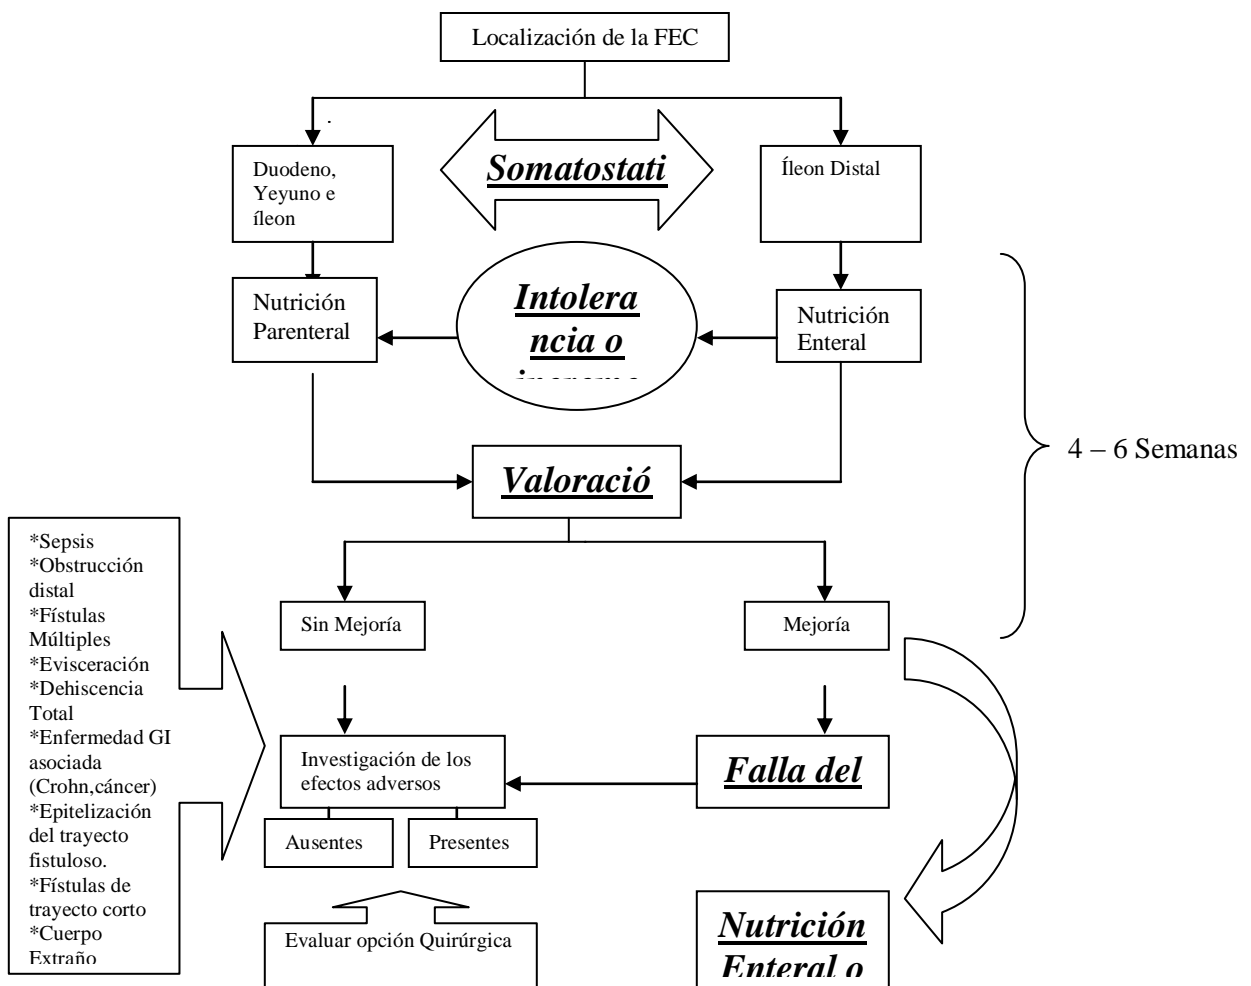 Localización de la FEC
Duodeno,
Yeyuno e
íleon
Somatostati
Íleon Distal
Nutrición
Parenteral
Intolera
ncia o
Nutrición
Enteral
4 – 6 Semanas
Valoració
*Sepsis
*Obstrucción
distal
*Fístulas
Múltiples
*Evisceración
*Dehiscencia
Total
*Enfermedad GI
asociada
(Crohn,cáncer)
*Epitelización
del trayecto
fistuloso.
*Fístulas de
trayecto corto
*Cuerpo
Extraño
Sin Mejoría
Mejoría
Investigación de los
efectos adversos
Falla del
Ausentes
Presentes
Evaluar opción Quirúrgica
Nutrición
Enteral o